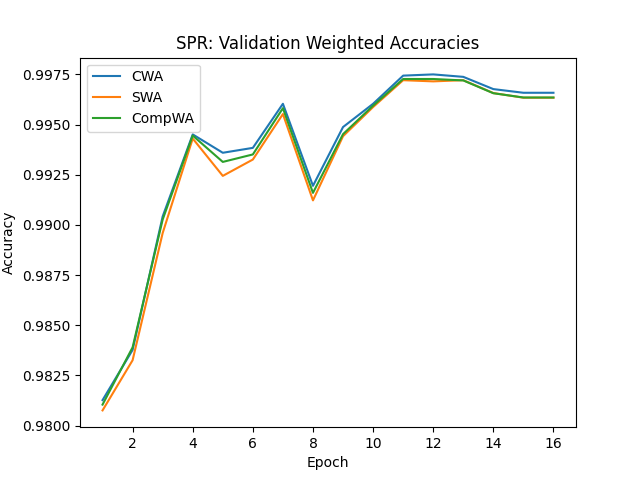 SPR: Validation Weighted Accuracies
CWA
SWA
CompWA
0.9975
0.9950
0.9925
0.9900
0.9875
0.9850
0.9825
0.9800
Accuracy
2 4 6 8 10 12 14 16
Epoch